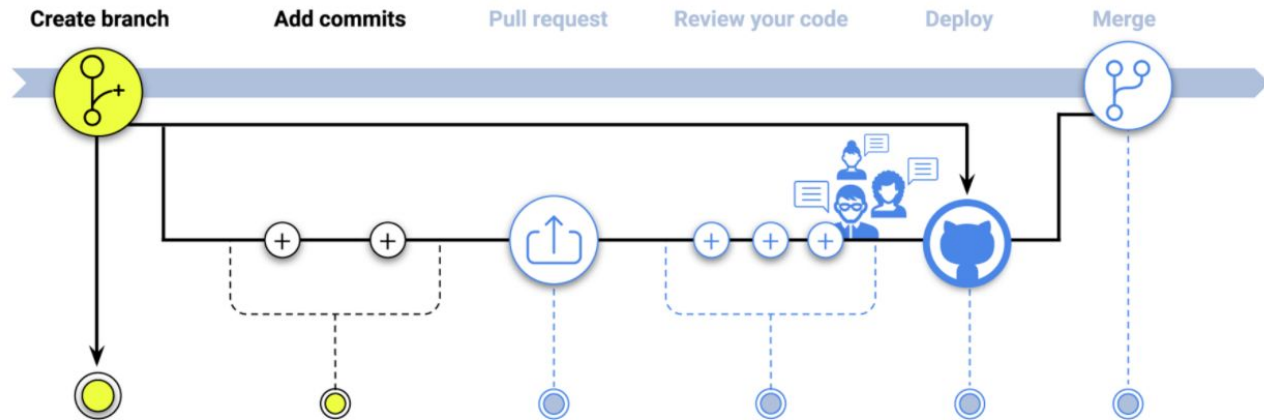 Create branch
Add commits
Pull request
Review your code
Deploy
Merge